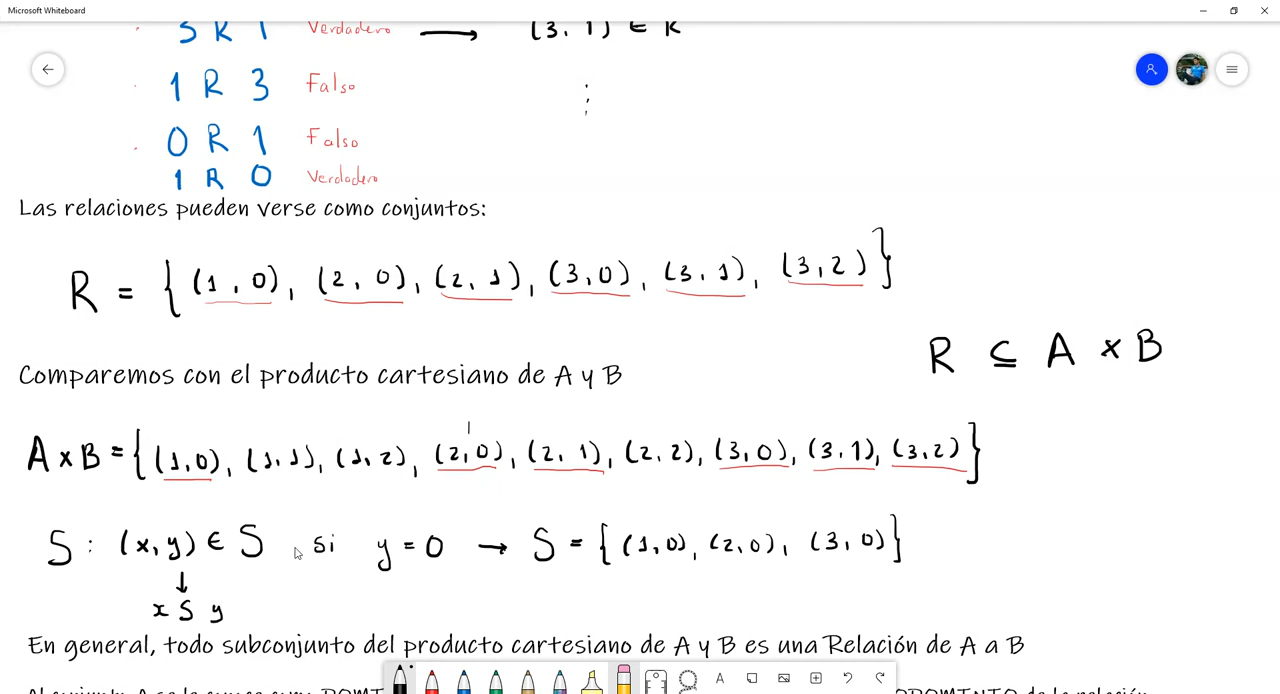 Microsoft Whiteboard
3 R 1 Verdadero → (3, 1) ∈ R
1 R 3 Falso
0 R 1 Falso
1 R 0 Verdadero
Las relaciones pueden verse como conjuntos:
R = {(1, 0), (2, 0), (2, 1), (3, 0), (3, 1), (3, 2)}
R ⊆ A × B
Comparemos con el producto cartesiano de A y B
A × B = {(1,0), (1,1), (1,2), (2,0), (2,1), (2,2), (3,0), (3,1), (3,2)}
S : (x,y) ∈ S si y = 0 → S = {(1,0), (2,0), (3,0)}
↓
x S y
En general, todo subconjunto del producto cartesiano de A y B es una Relación de A a B